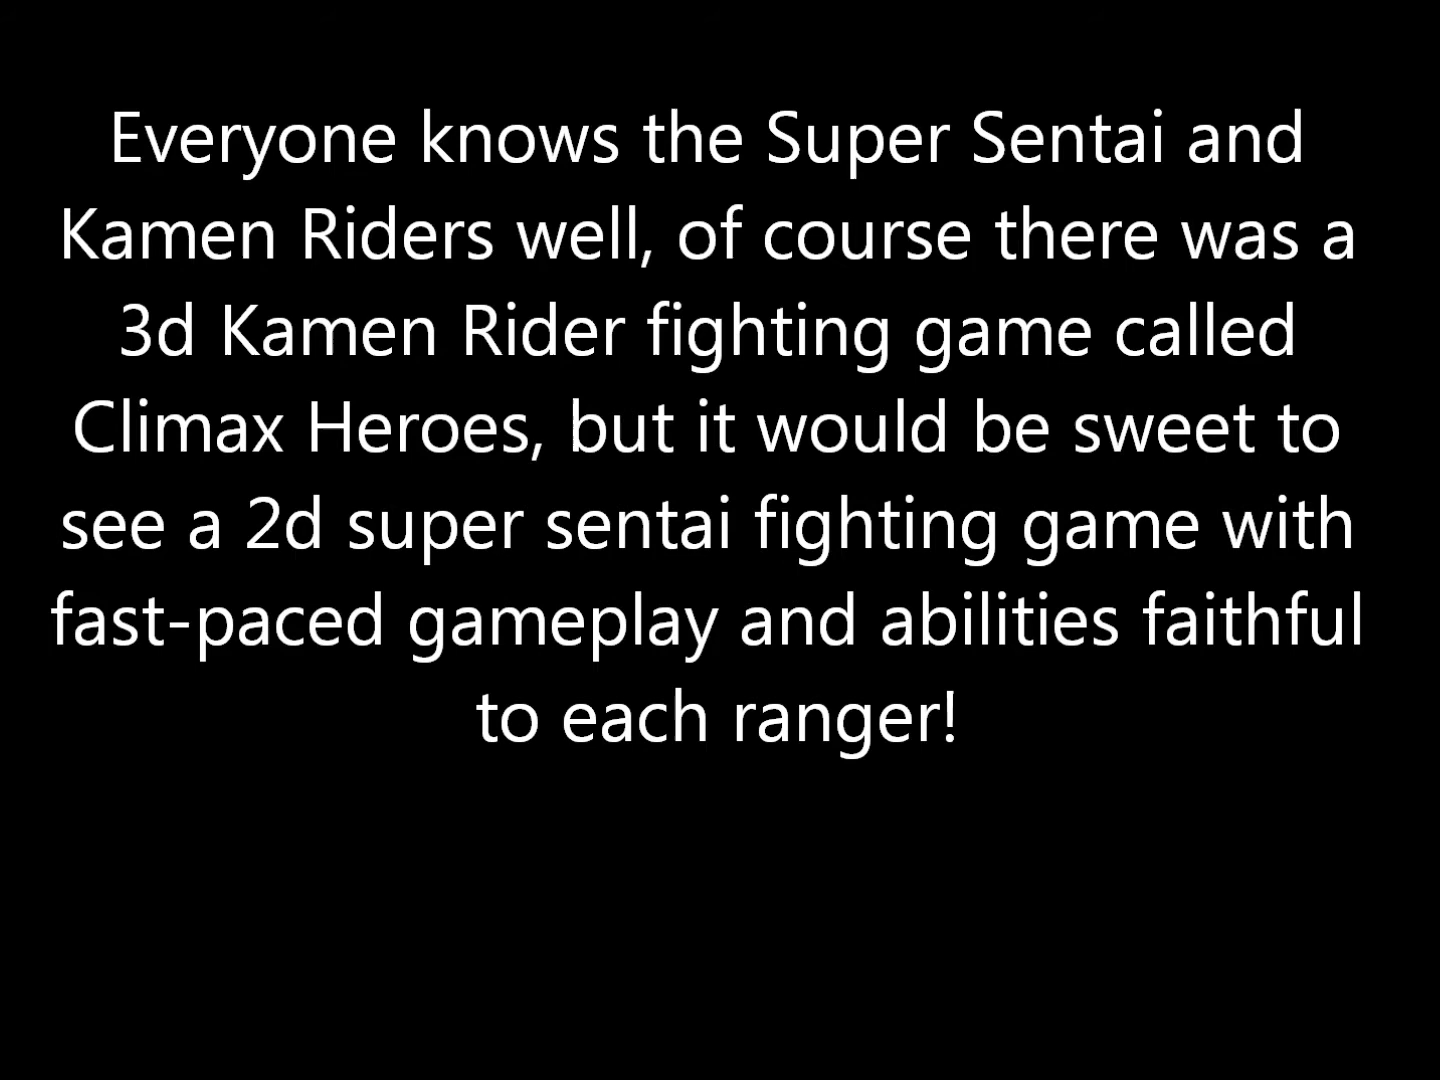 Everyone knows the Super Sentai and
Kamen Riders well, of course there was a
3d Kamen Rider fighting game called
Climax Heroes, but it would be sweet to
see a 2d super sentai fighting game with
fast-paced gameplay and abilities faithful
to each ranger!